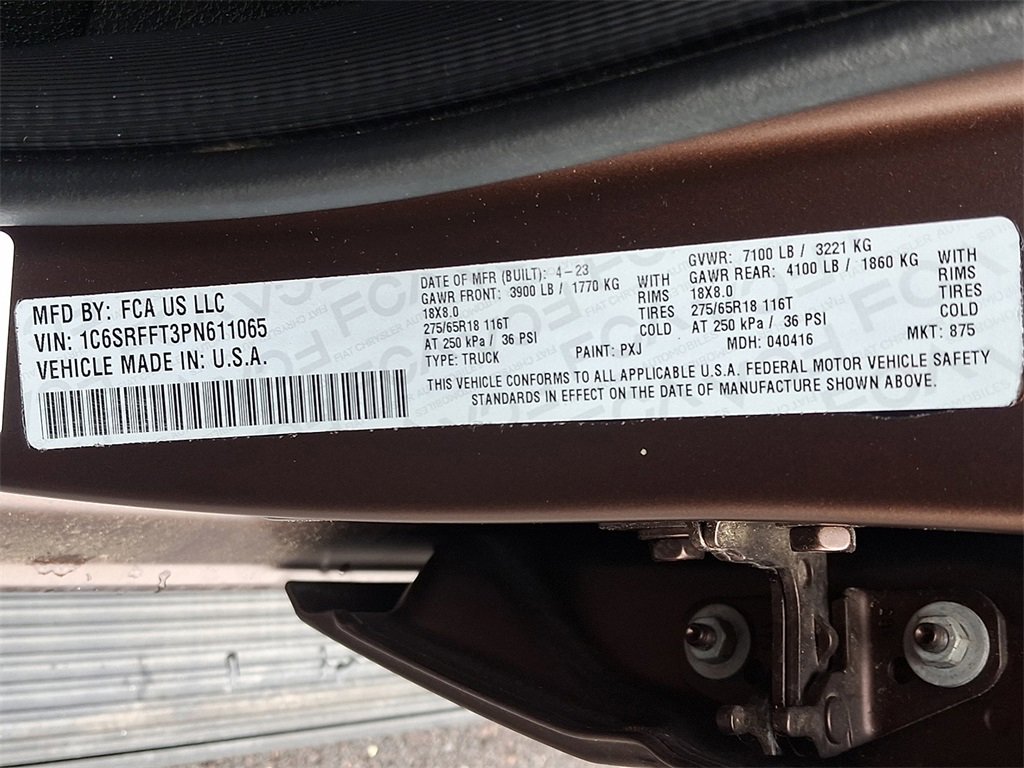 MFD BY: FCA US LLC
VIN: 1C6SRFFT3PN611065
VEHICLE MADE IN: U.S.A.
DATE OF MFR (BUILT): 4-23
GAWR FRONT: 3900 LB / 1770 KG WITH
18X8.0 RIMS
275/65R18 116T TIRES
AT 250 kPa / 36 PSI COLD
TYPE: TRUCK PAINT: PXJ
GVWR: 7100 LB / 3221 KG
GAWR REAR: 4100 LB / 1860 KG WITH
18X8.0 RIMS
275/65R18 116T TIRES
AT 250 kPa / 36 PSI COLD
MDH: 040416 MKT: 875
THIS VEHICLE CONFORMS TO ALL APPLICABLE U.S.A. FEDERAL MOTOR VEHICLE SAFETY
STANDARDS IN EFFECT ON THE DATE OF MANUFACTURE SHOWN ABOVE.